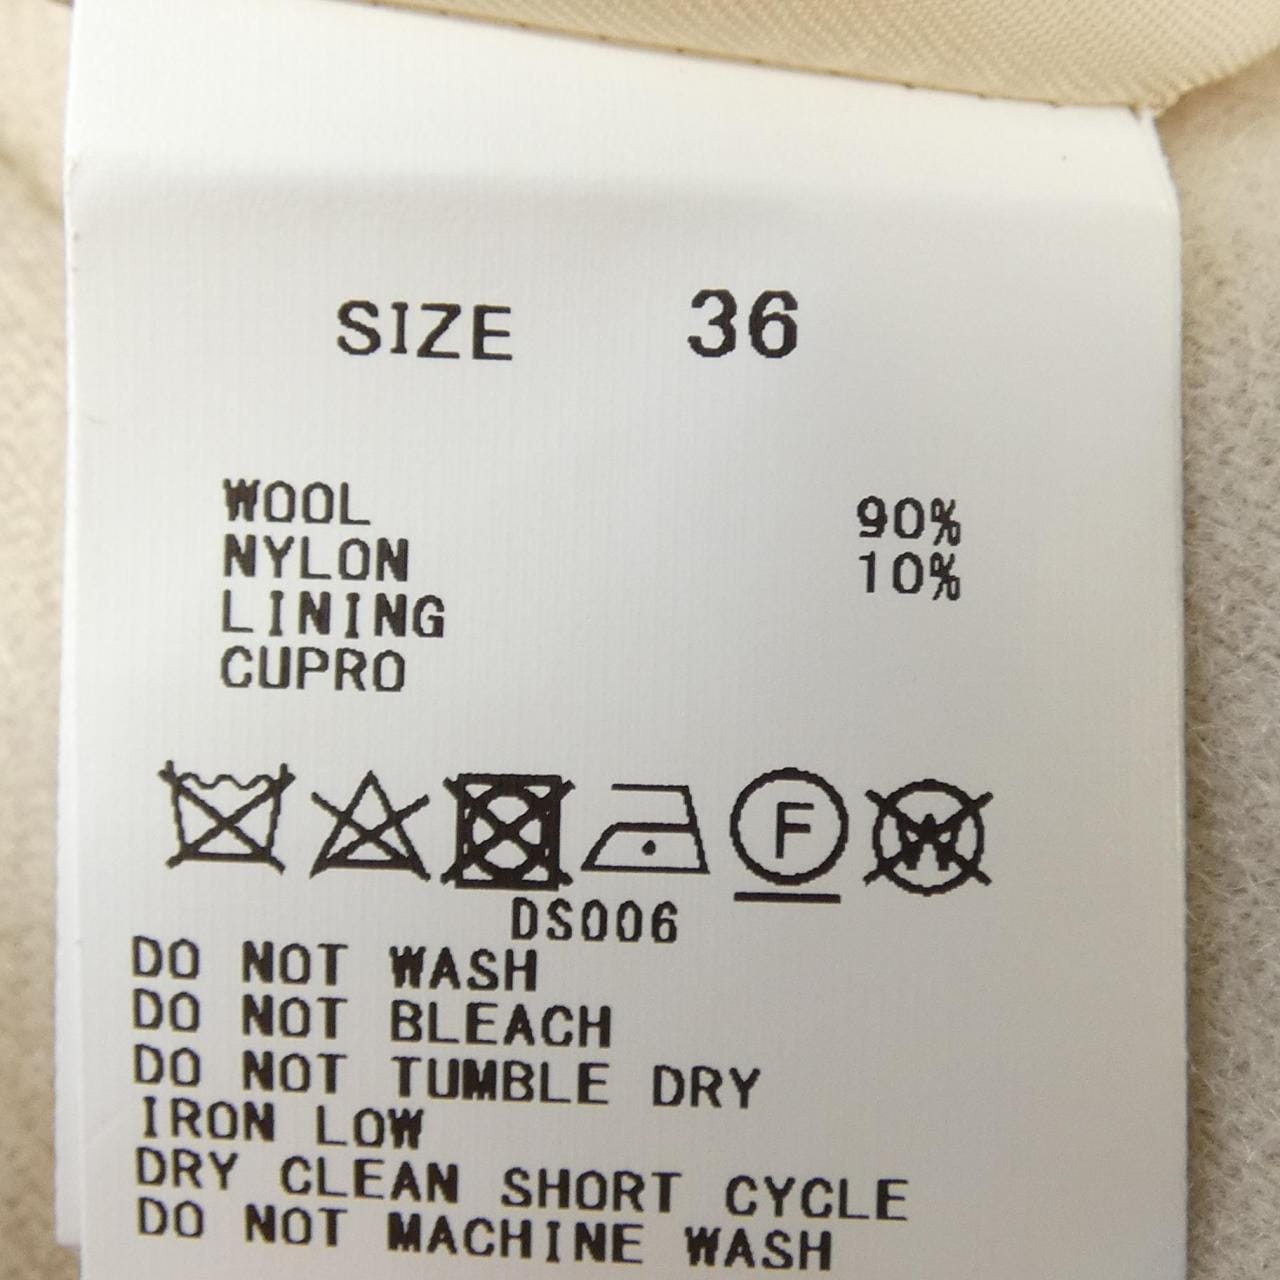 SIZE 36
WOOL 90%
NYLON 10%
LINING
CUPRO
F W
DS006
DO NOT WASH
DO NOT BLEACH
DO NOT TUMBLE DRY
IRON LOW
DRY CLEAN SHORT CYCLE
DO NOT MACHINE WASH